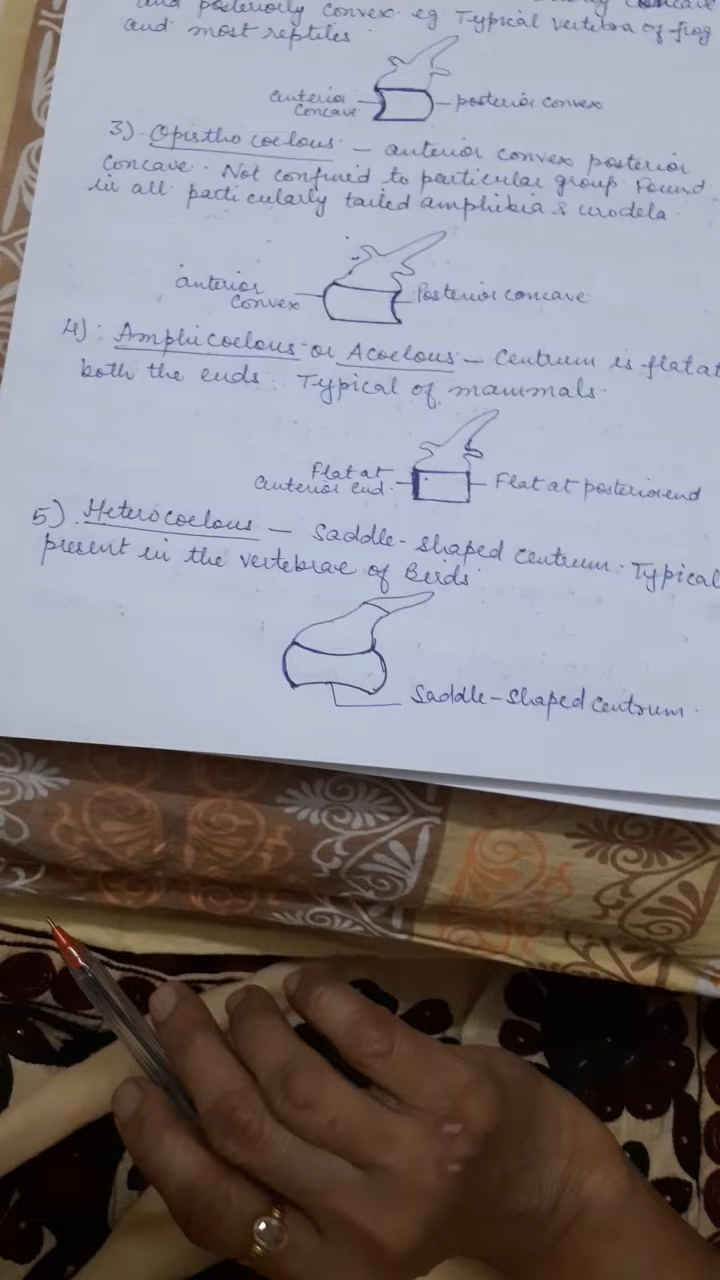 and posteriorly convex. eg Typical vertebra of frog
and most reptiles.
anterior concave
posterior convex
3). Opistho coelous - anterior convex posterior
concave. Not confined to particular group. Found
in all particularly tailed amphibia & urodela
anterior convex
Posterior concave
4). Amphicoelous or Acoelous - Centrum is flat at
both the ends. Typical of mammals.
Flat at anterior end.
Flat at posterior end
5). Heterocoelous - Saddle-shaped centrum. Typical
present in the vertebrae of Birds
Saddle-shaped centrum.